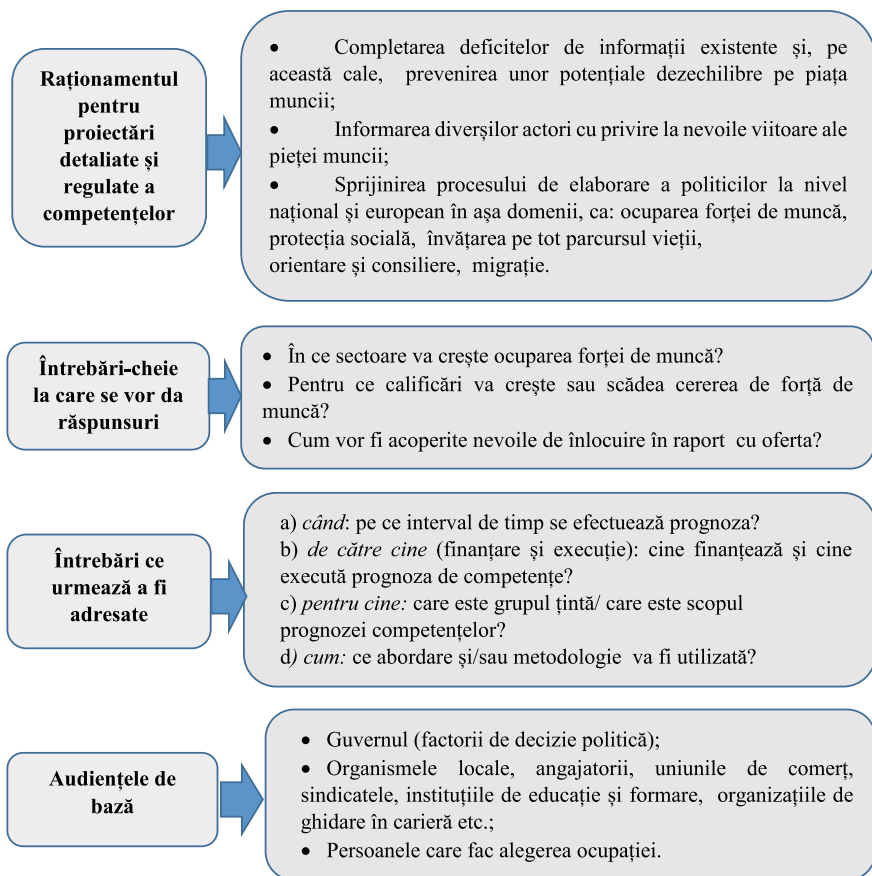 Raționamentul
pentru
proiectări
detaliate și
regulate a
competențelor
• Completarea deficitelor de informații existente și, pe
această cale, prevenirea unor potențiale dezechilibre pe piața
muncii;
• Informarea diverșilor actori cu privire la nevoile viitoare ale
pieței muncii;
• Sprijinirea procesului de elaborare a politicilor la nivel
național și european în așa domenii, ca: ocuparea forței de muncă,
protecția socială, învățarea pe tot parcursul vieții,
orientare și consiliere, migrație.
Întrebări-cheie
la care se vor da
răspunsuri
• În ce sectoare va crește ocuparea forței de muncă?
• Pentru ce calificări va crește sau scădea cererea de forță de
muncă?
• Cum vor fi acoperite nevoile de înlocuire în raport cu oferta?
Întrebări ce
urmează a fi
adresate
a) când: pe ce interval de timp se efectuează prognoza?
b) de către cine (finanțare și execuție): cine finanțează și cine
execută prognoza de competențe?
c) pentru cine: care este grupul țintă/ care este scopul
prognozei competențelor?
d) cum: ce abordare și/sau metodologie va fi utilizată?
Audiențele de
bază
• Guvernul (factorii de decizie politică);
• Organismele locale, angajatorii, uniunile de comerț,
sindicatele, instituțiile de educație și formare, organizațiile de
ghidare în carieră etc.;
• Persoanele care fac alegerea ocupației.